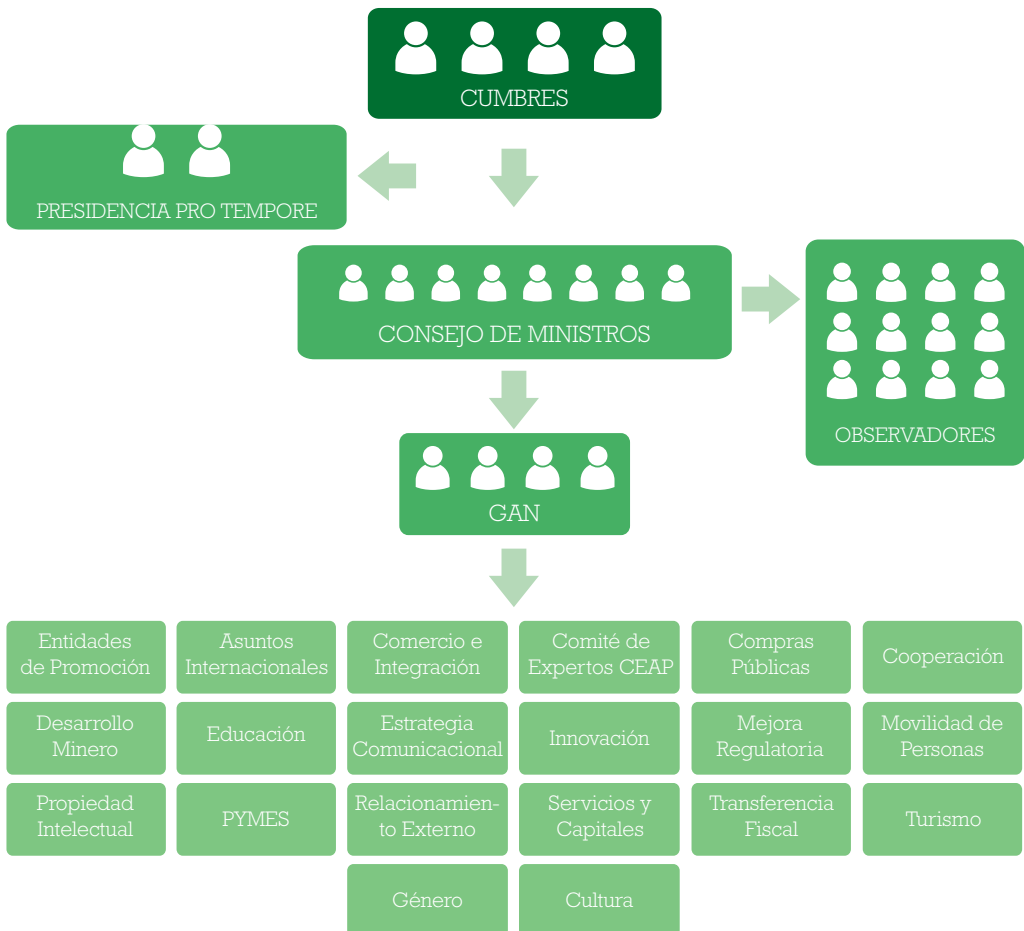 CUMBRES
PRESIDENCIA PRO TEMPORE
CONSEJO DE MINISTROS
OBSERVADORES
GAN
Entidades
de Promoción
Asuntos
Internacionales
Comercio e
Integración
Comité de
Expertos CEAP
Compras
Públicas
Cooperación
Desarrollo
Minero
Educación
Estrategia
Comunicacional
Innovación
Mejora
Regulatoria
Movilidad de
Personas
Propiedad
Intelectual
PYMES
Relacionamien-
to Externo
Servicios y
Capitales
Transferencia
Fiscal
Turismo
Género
Cultura